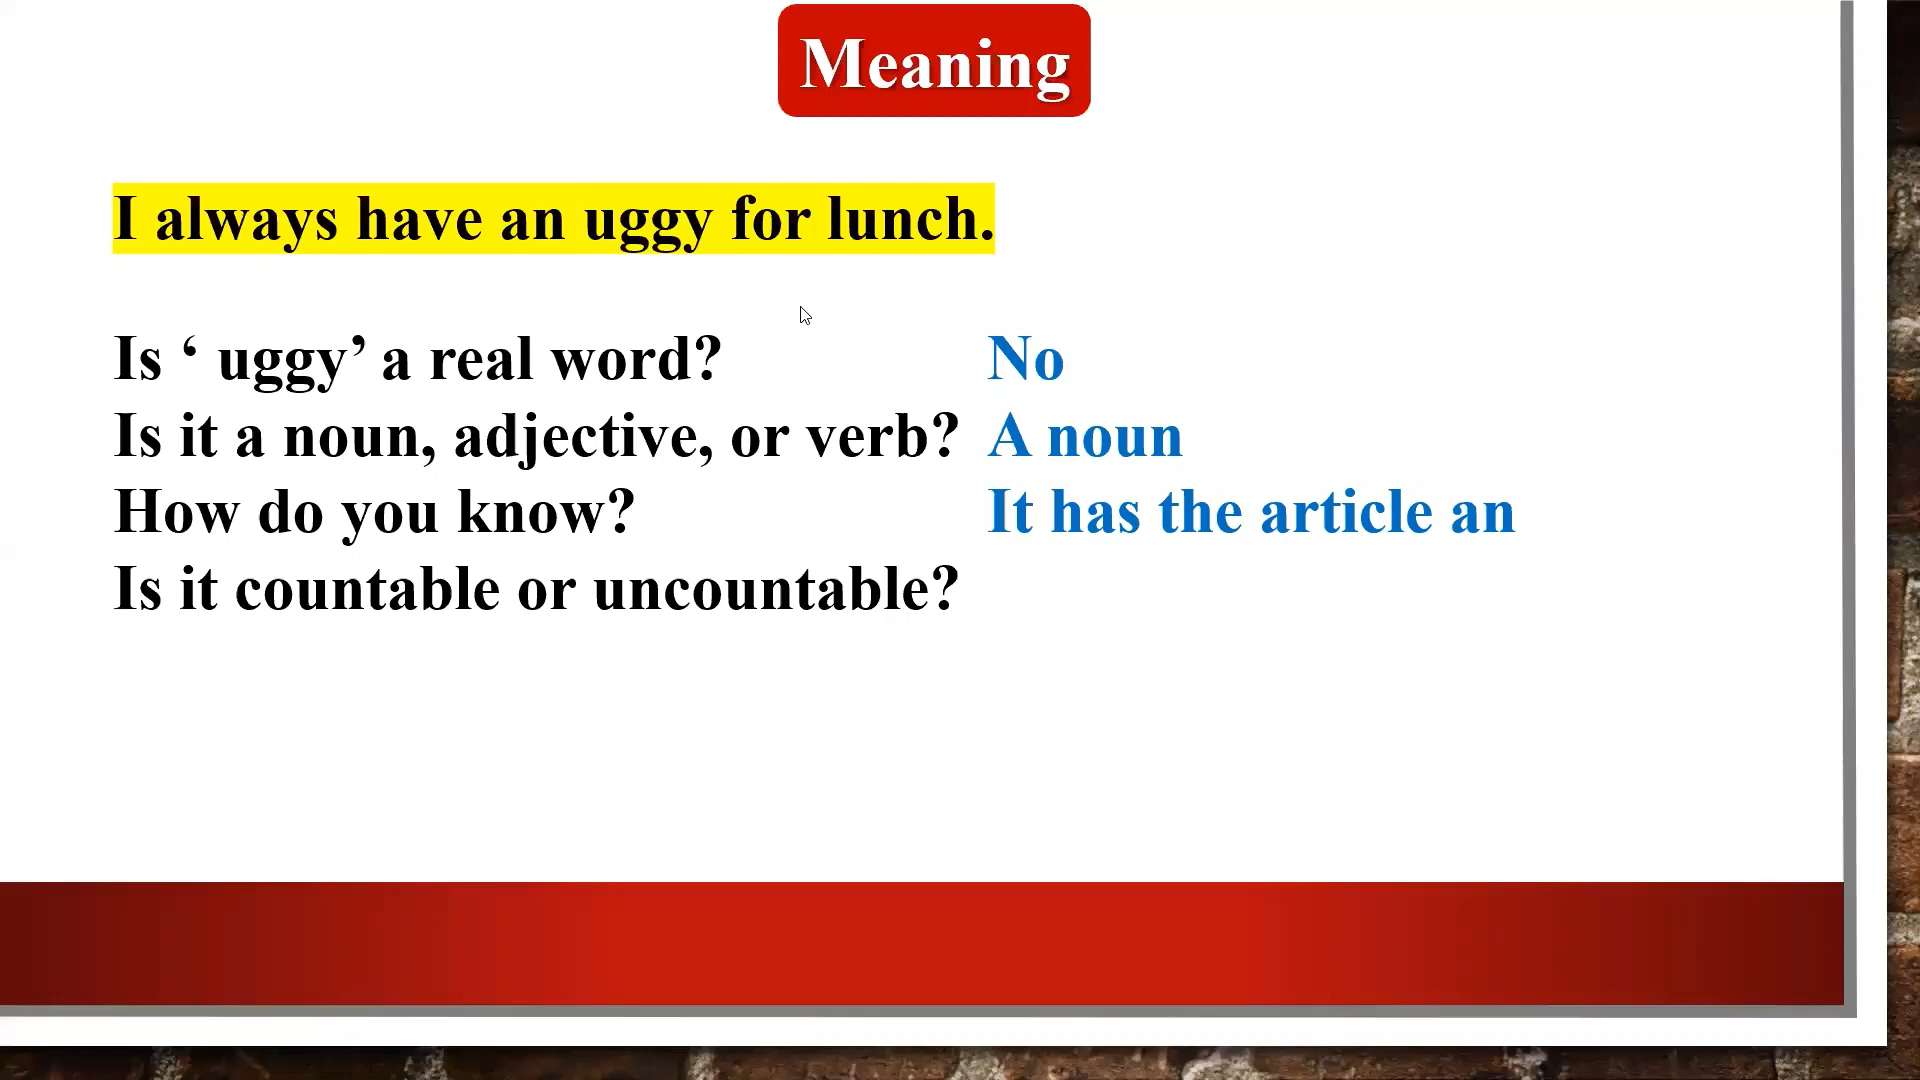 Meaning
I always have an uggy for lunch.
Is ‘ uggy’ a real word? No
Is it a noun, adjective, or verb? A noun
How do you know? It has the article an
Is it countable or uncountable?